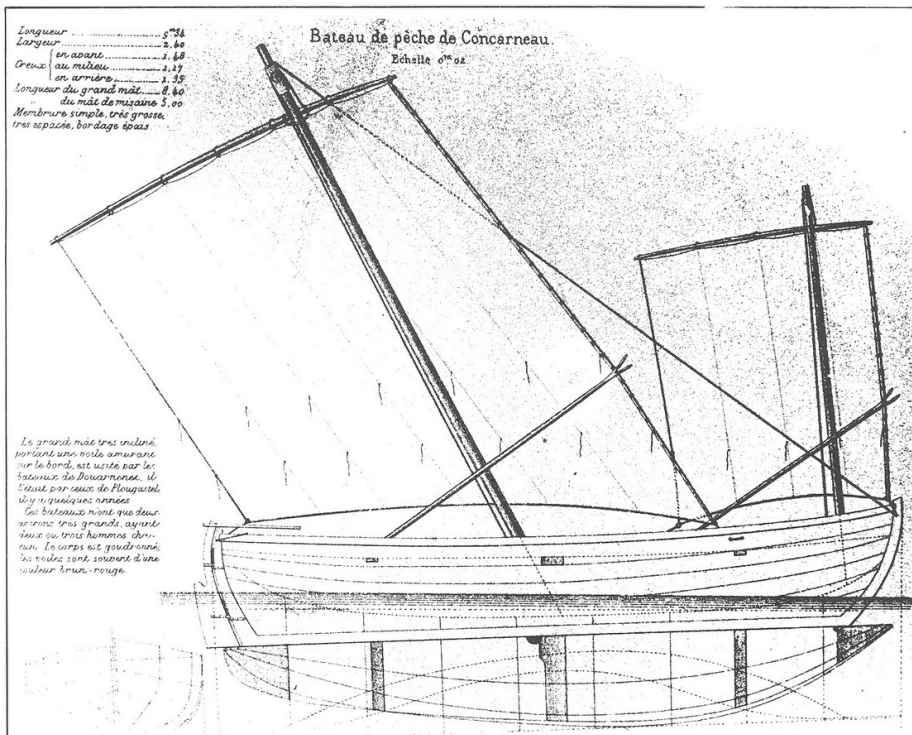 Bateau de pêche de Concarneau.
Echelle 0m 02
Longueur ........ 9m 34
Largeur ........ 2,60
Creux { en avant ........ 1,48
au milieu ........ 1,27
en arrière ........ 1,95
Longueur du grand mât ..... 8,40
" du mât de misaine 5,00
Membrure simple, très grosse,
très espacée, bordage épais.
Le grand mât très incliné,
portant une voile amurant
sur le bord, est usité par les
bateaux de Douarnenez, il
l'était par ceux de Plougastel,
il y a quelques années
Ces bateaux n'ont que deux
avirons très grands, ayant
deux ou trois hommes cha-
cun. Le corps est goudronné,
les voiles sont souvent d'une
couleur brun-rouge.